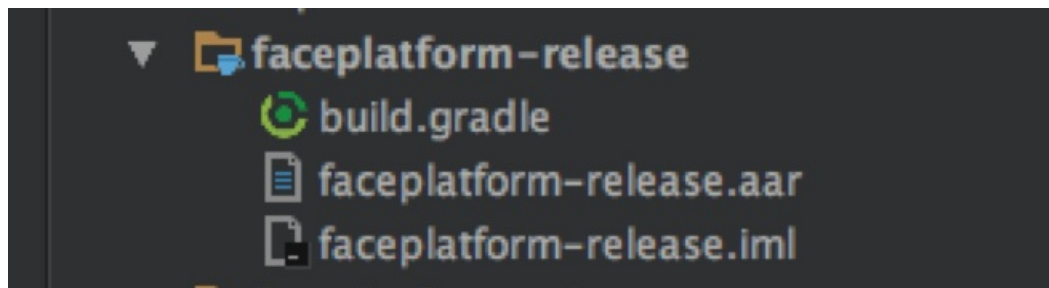 faceplatform-release
build.gradle
faceplatform-release.aar
faceplatform-release.iml